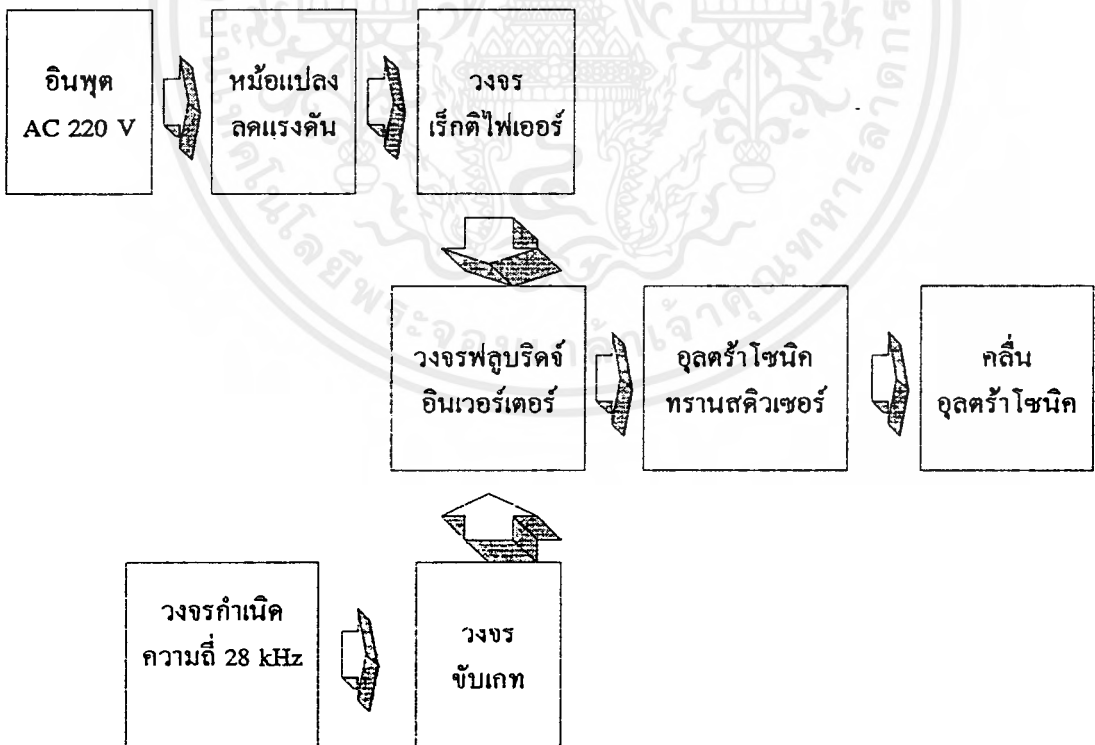 อินพุต
AC 220 V
หม้อแปลง
ลดแรงดัน
วงจร
เร็กติไฟเออร์
วงจรฟลูบริดจ์
อินเวอร์เตอร์
อุลตร้าโซนิค
ทรานสดิวเซอร์
คลื่น
อุลตร้าโซนิค
วงจรกำเนิด
ความถี่ 28 kHz
วงจร
ขับเกท